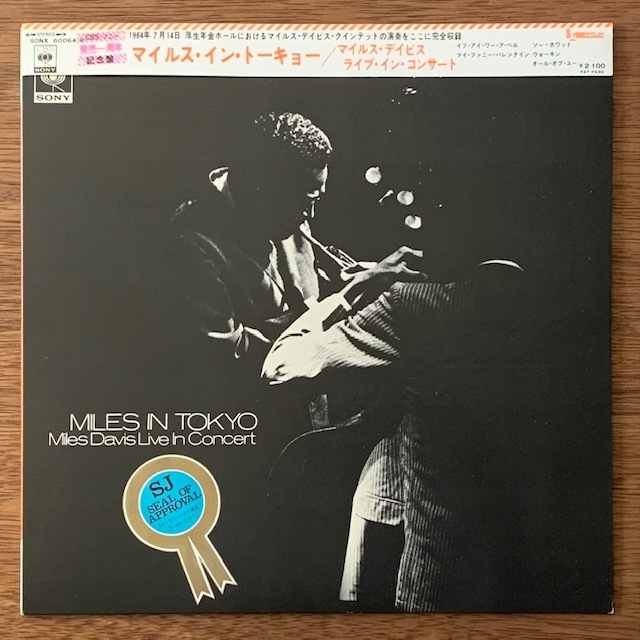 STEREO
SONX 60064
CBS
SONY
SONY
発売一周年
記念盤
1964年7月14日 厚生年金ホールにおけるマイルス・デイビス・クインテットの演奏をここに完全収録
マイルス・イン・トーキョー/マイルス・デイビス
ライブ・イン・コンサート
イフ・アイ・ワー・ア・ベル ソー・ホワット
マイ・ファニー・バレンタイン ウォーキン
オール・オブ・ユー
¥2,100
MILES IN TOKYO
Miles Davis Live In Concert
SJ
SEAL OF
APPROVAL